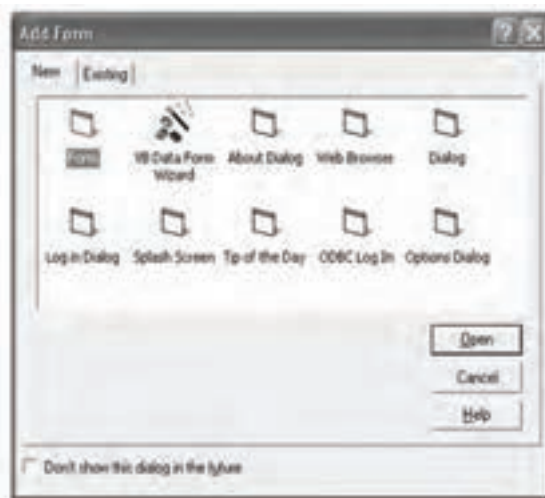 Add Form
New Existing
Form VB Data Form Wizard About Dialog Web Browser Dialog
Log in Dialog Splash Screen Tip of the Day ODBC Log In Options Dialog
Open
Cancel
Help
Don't show this dialog in the future